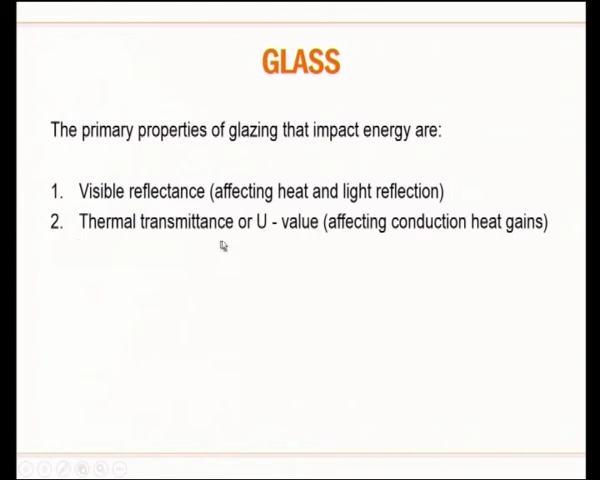 GLASS
The primary properties of glazing that impact energy are:
1. Visible reflectance (affecting heat and light reflection)
2. Thermal transmittance or U - value (affecting conduction heat gains)